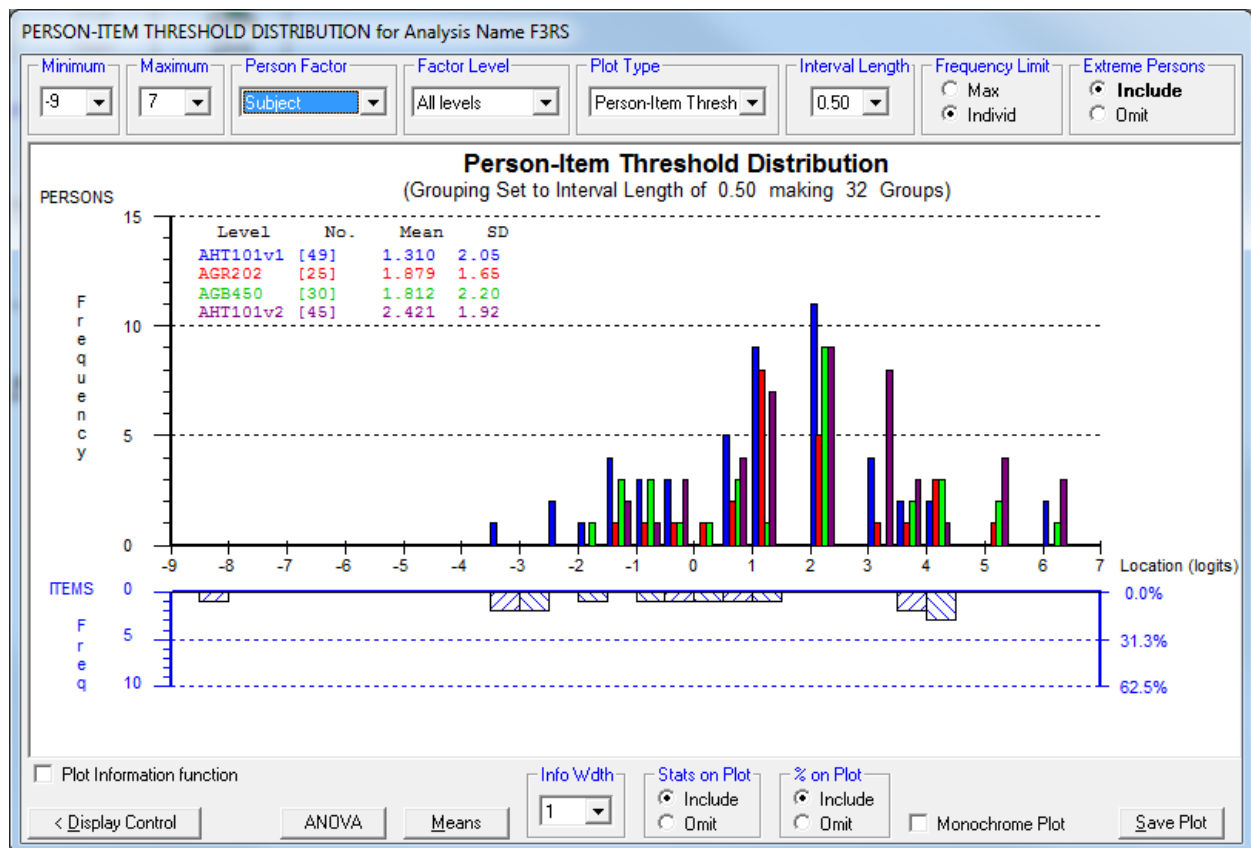 PERSON-ITEM THRESHOLD DISTRIBUTION for Analysis Name F3RS
Minimum Maximum Person Factor Factor Level Plot Type Interval Length Frequency Limit Extreme Persons
-9 7 Subject All levels Person-Item Thresh 0.50 Max Include
Individ Omit
Person-Item Threshold Distribution
(Grouping Set to Interval Length of 0.50 making 32 Groups)
PERSONS
15
Level No. Mean SD
AHT101v1 [49] 1.310 2.05
AGR202 [25] 1.879 1.65
AGB450 [30] 1.812 2.20
AHT101v2 [45] 2.421 1.92
Frequency
10
5
0
-9 -8 -7 -6 -5 -4 -3 -2 -1 0 1 2 3 4 5 6 7 Location (logits)
ITEMS 0 0.0%
Freq
5 31.3%
10 62.5%
Plot Information function
Info Wdth Stats on Plot % on Plot
1 Include Include
Omit Omit
< Display Control ANOVA Means Monochrome Plot Save Plot